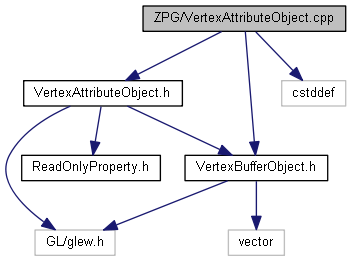 ZPG/VertexAttributeObject.cpp
VertexAttributeObject.h
cstddef
ReadOnlyProperty.h
VertexBufferObject.h
GL/glew.h
vector